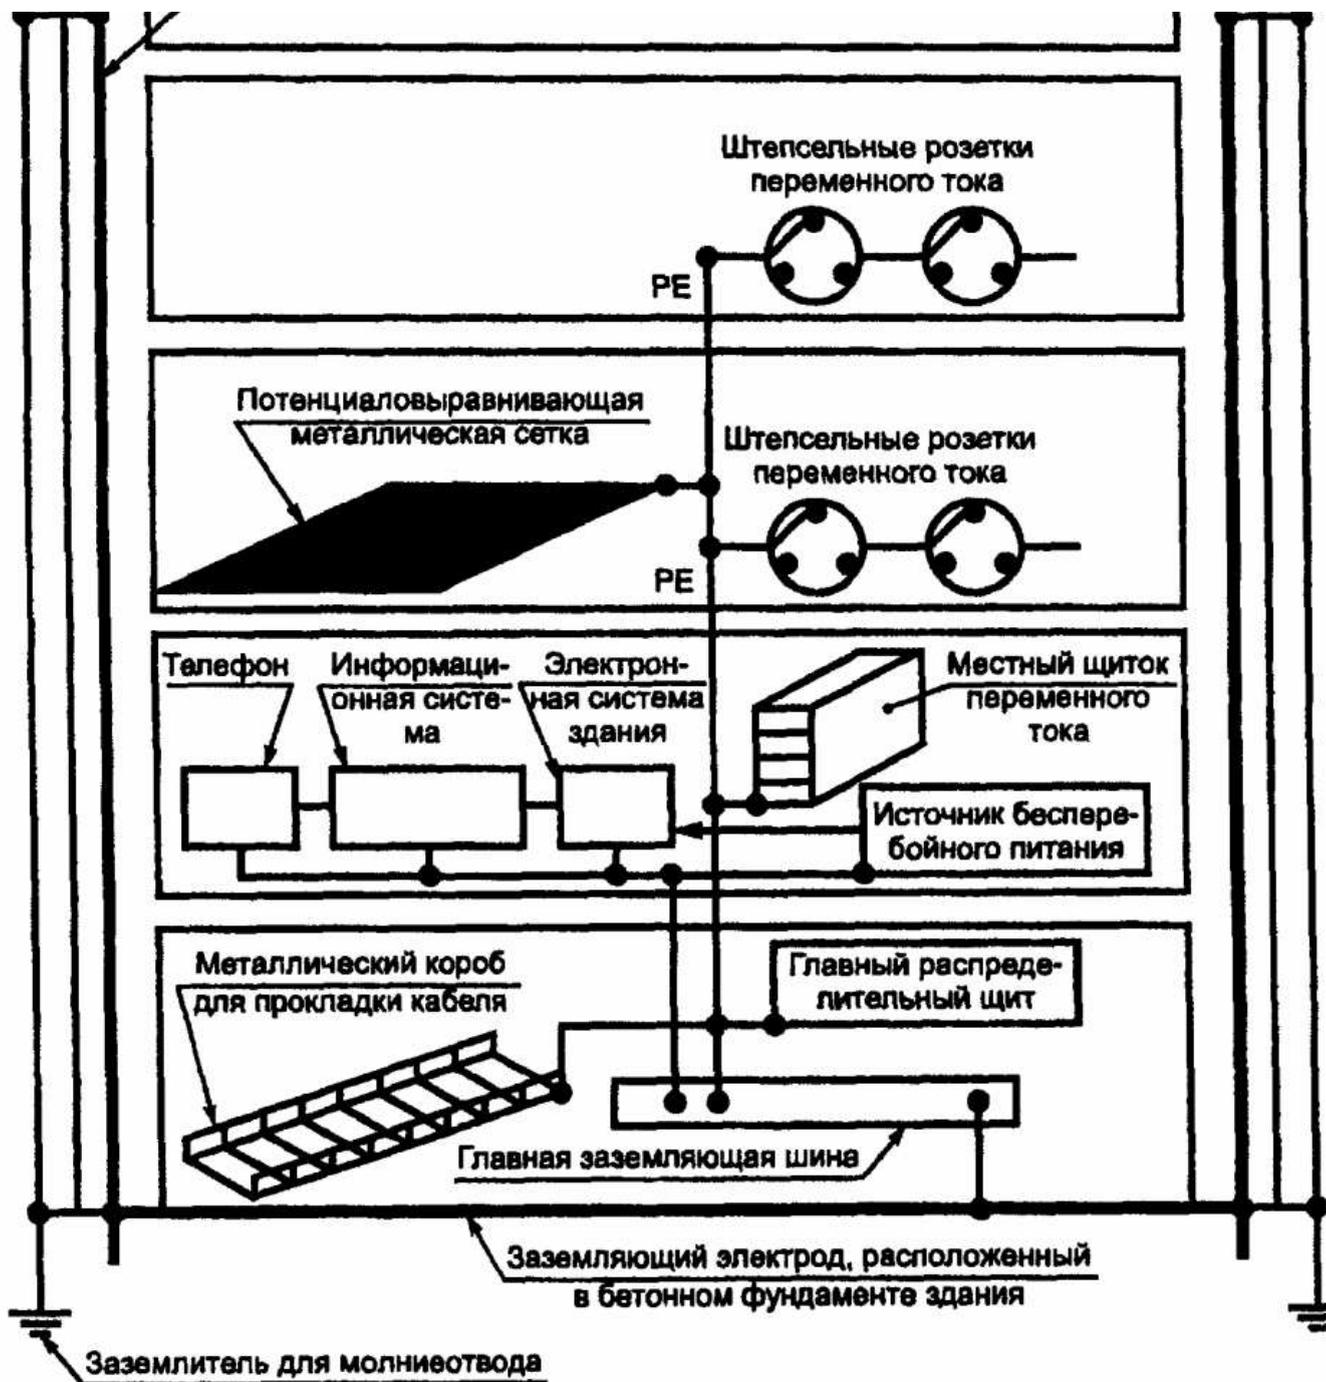 Штепсельные розетки
переменного тока
PE
Потенциаловыравнивающая
металлическая сетка
Штепсельные розетки
переменного тока
PE
Телефон
Информаци-
онная систе-
ма
Электрон-
ная система
здания
Местный щиток
переменного
тока
Источник беспере-
бойного питания
Металлический короб
для прокладки кабеля
Главный распреде-
лительный щит
Главная заземляющая шина
Заземляющий электрод, расположенный
в бетонном фундаменте здания
Заземлитель для молниеотвода